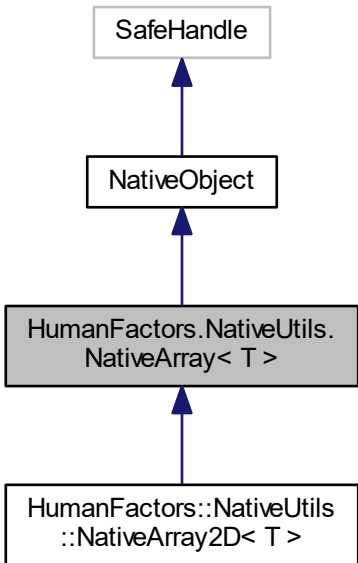 SafeHandle
NativeObject
HumanFactors.NativeUtils.
NativeArray< T >
HumanFactors::NativeUtils
::NativeArray2D< T >